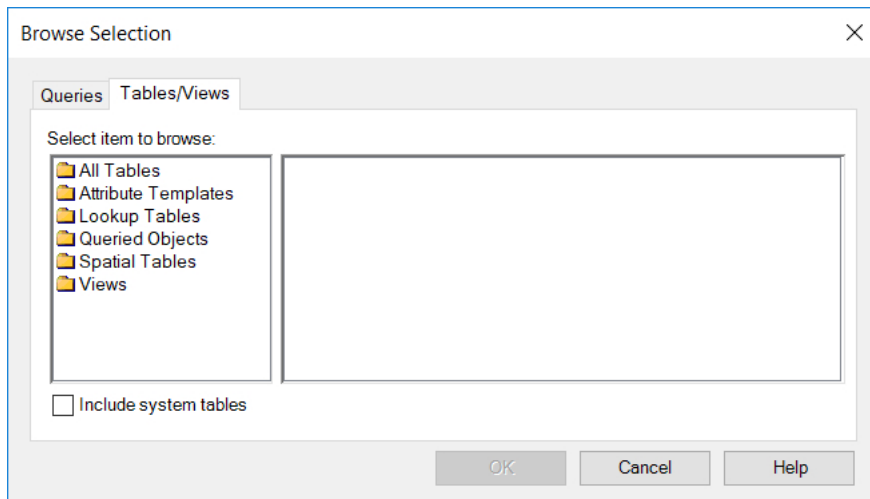 Browse Selection
Queries Tables/Views
Select item to browse:
All Tables
Attribute Templates
Lookup Tables
Queried Objects
Spatial Tables
Views
Include system tables
OK Cancel Help